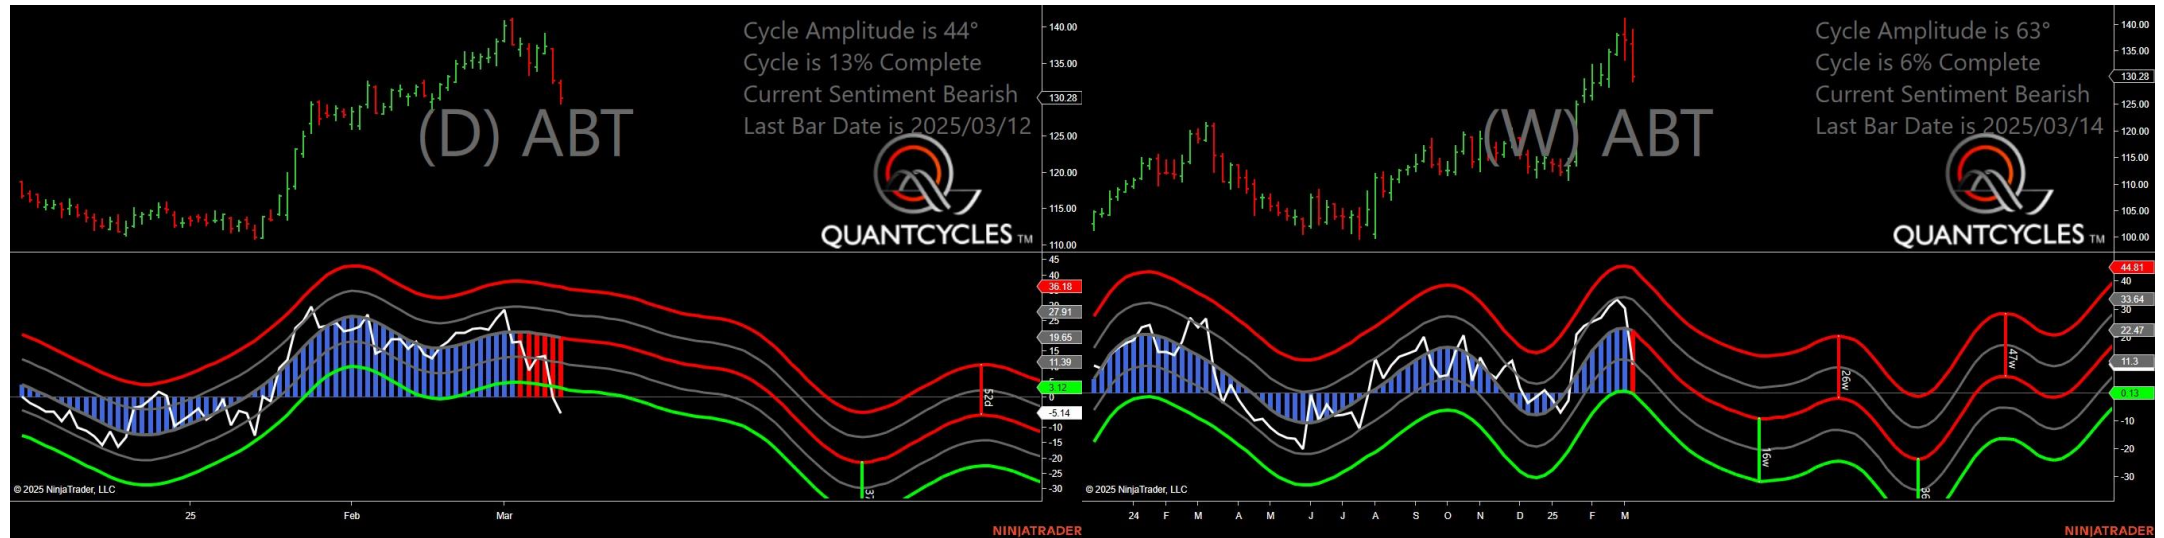 Cycle Amplitude is 44°
Cycle is 13% Complete
Current Sentiment Bearish
Last Bar Date is 2025/03/12
(D) ABT
QUANTCYCLES TM
140.00
135.00
130.28
125.00
120.00
115.00
110.00
45
40
36.18
27.91
25
19.65
15
11.39
3.12
0
-5.14
-10
-15
-20
-25
-30
52d
37
© 2025 NinjaTrader, LLC
25
Feb
Mar
NINJATRADER
Cycle Amplitude is 63°
Cycle is 6% Complete
Current Sentiment Bearish
Last Bar Date is 2025/03/14
(W) ABT
QUANTCYCLES TM
140.00
135.00
130.28
125.00
120.00
115.00
110.00
105.00
100.00
44.81
40
33.64
30
22.47
11.3
0.13
-10
-20
-30
16w
26w
36
47w
© 2025 NinjaTrader, LLC
24 F M A M J J A S O N D 25 F M
NINJATRADER